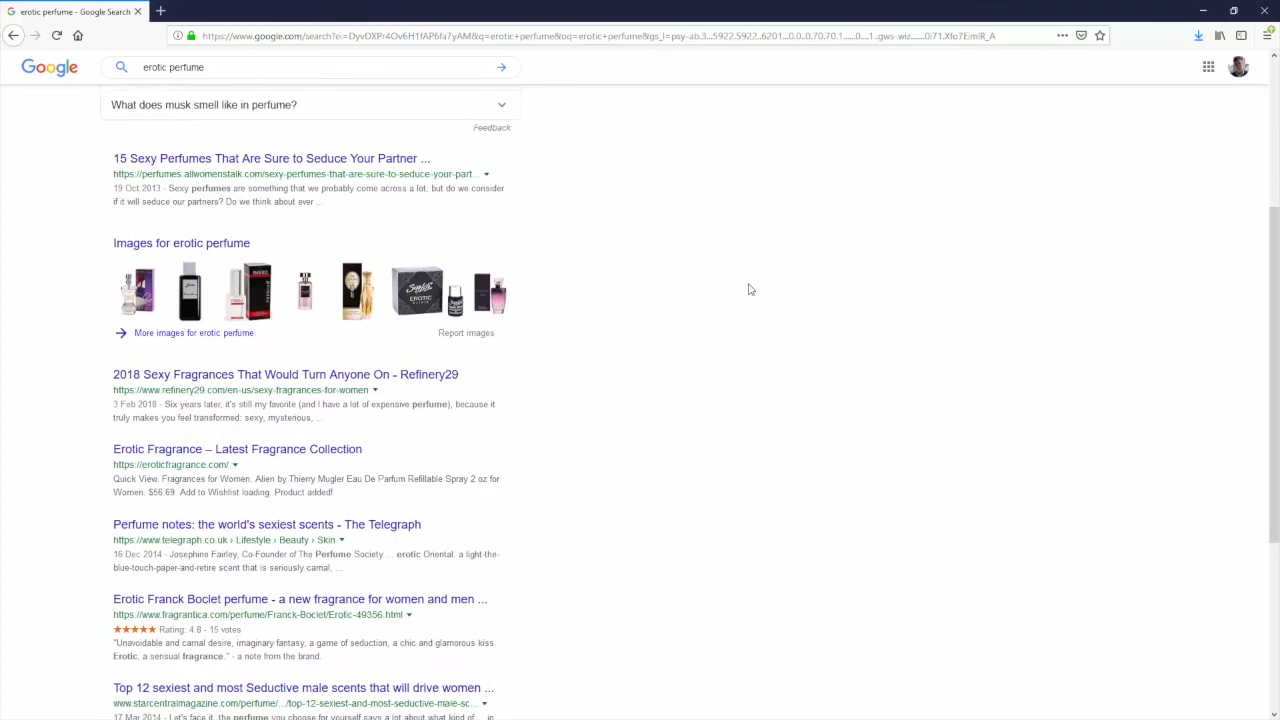 erotic perfume - Google Search
https://www.google.com/search?ei=DyvDXPr4Ov6H1fAP6fa7yAM&q=erotic+perfume&oq=erotic+perfume&gs_l=psy-ab.3...5922.5922..6201...0.0..0.70.70.1......0....1..gws-wiz.......0i71.Xfo7EimlR_A
Google
erotic perfume
What does musk smell like in perfume?
Feedback
15 Sexy Perfumes That Are Sure to Seduce Your Partner ...
https://perfumes.allwomenstalk.com/sexy-perfumes-that-are-sure-to-seduce-your-part...
19 Oct 2013 - Sexy perfumes are something that we probably come across a lot, but do we consider
if it will seduce our partners? Do we think about ever ...
Images for erotic perfume
EROTIC
More images for erotic perfume
Report images
2018 Sexy Fragrances That Would Turn Anyone On - Refinery29
https://www.refinery29.com/en-us/sexy-fragrances-for-women
3 Feb 2018 - Six years later, it's still my favorite (and I have a lot of expensive perfume), because it
truly makes you feel transformed: sexy, mysterious, ...
Erotic Fragrance – Latest Fragrance Collection
https://eroticfragrance.com/
Quick View. Fragrances for Women. Alien by Thierry Mugler Eau De Parfum Refillable Spray 2 oz for
Women. $56.69. Add to Wishlist loading. Product added!
Perfume notes: the world's sexiest scents - The Telegraph
https://www.telegraph.co.uk › Lifestyle › Beauty › Skin
16 Dec 2014 - Josephine Fairley, Co-Founder of The Perfume Society ... erotic Oriental. a light-the-
blue-touch-paper-and-retire scent that is seriously carnal, ...
Erotic Franck Boclet perfume - a new fragrance for women and men ...
https://www.fragrantica.com/perfume/Franck-Boclet/Erotic-49356.html
Rating: 4.8 - 15 votes
"Unavoidable and carnal desire, imaginary fantasy, a game of seduction, a chic and glamorous kiss.
Erotic, a sensual fragrance." - a note from the brand.
Top 12 sexiest and most Seductive male scents that will drive women ...
www.starcentralmagazine.com/perfume/.../top-12-sexiest-and-most-seductive-male-sc...
17 Mar 2014 - Let's face it, the perfume you choose for yourself says a lot about what kind of ... in